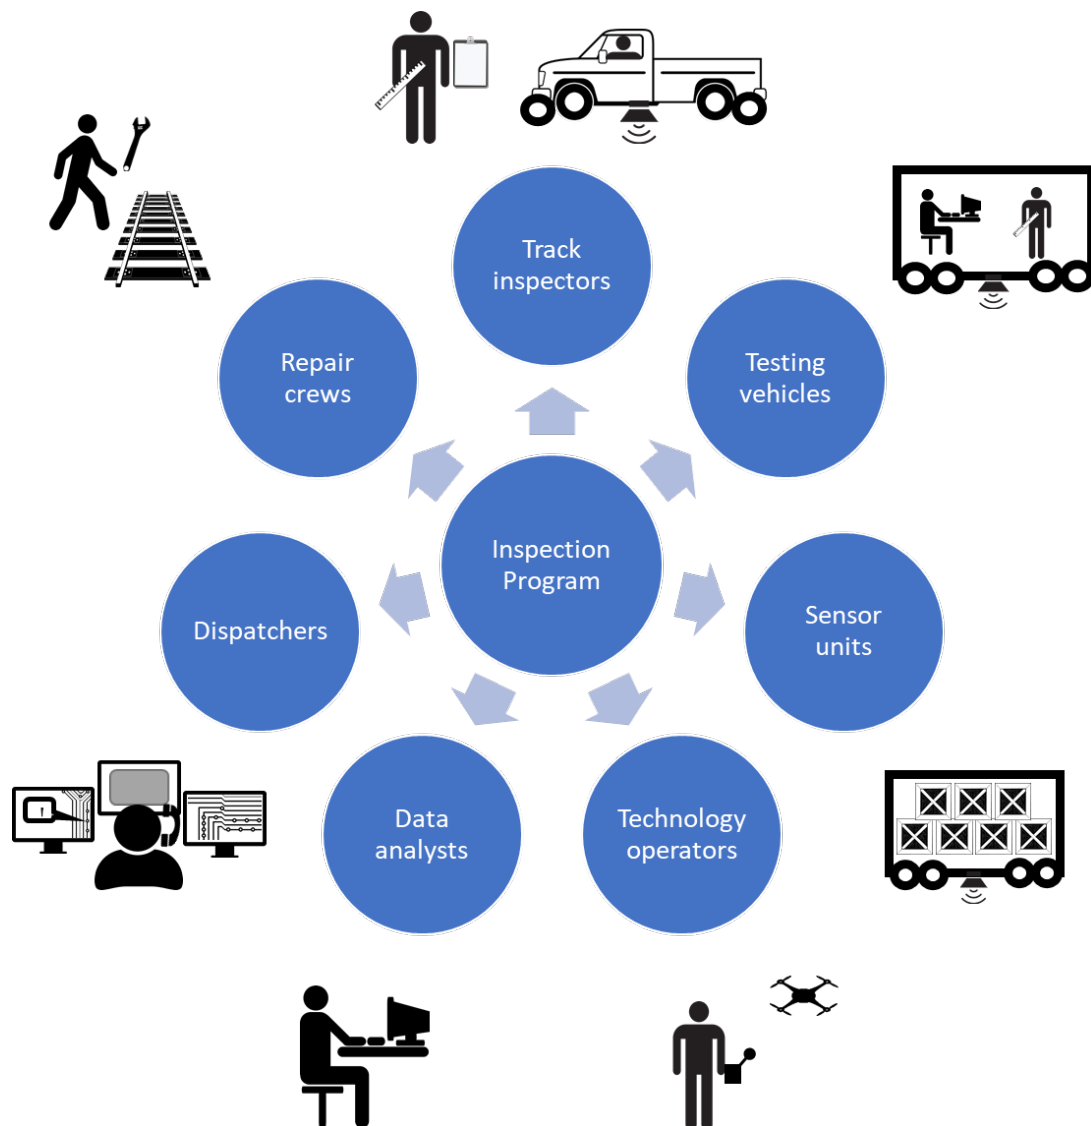 Track
inspectors
Repair
crews
Testing
vehicles
Inspection
Program
Dispatchers
Sensor
units
Data
analysts
Technology
operators